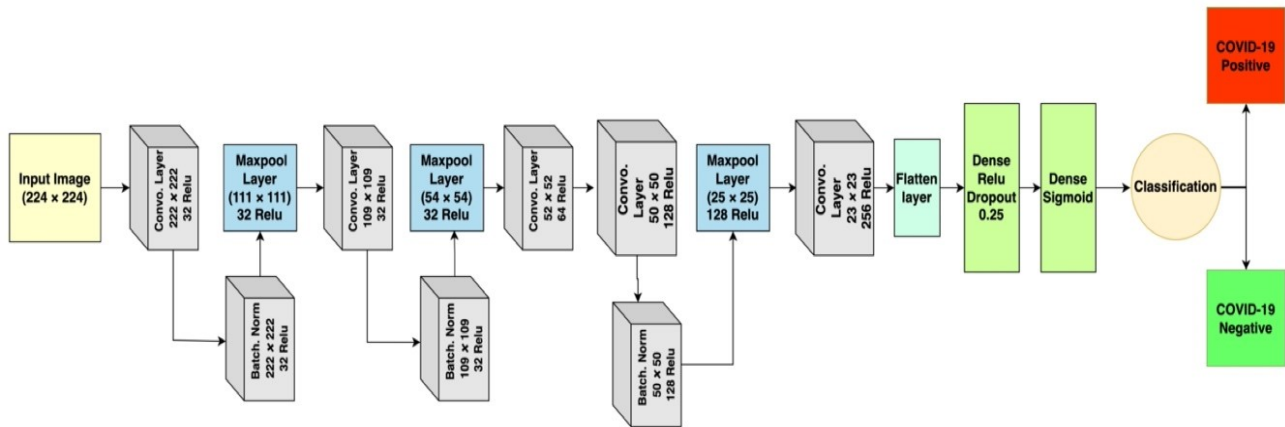 Input Image
(224 × 224)
Convo. Layer
222 × 222
32 Relu
Batch. Norm
222 × 222
32 Relu
Maxpool
Layer
(111 × 111)
32 Relu
Convo. Layer
109 × 109
32 Relu
Batch. Norm
109 × 109
32 Relu
Maxpool
Layer
(54 × 54)
32 Relu
Convo. Layer
52 × 52
64 Relu
Convo.
Layer
50 × 50
128 Relu
Batch. Norm
50 × 50
128 Relu
Maxpool
Layer
(25 × 25)
128 Relu
Convo. Layer
23 × 23
256 Relu
Flatten
layer
Dense
Relu
Dropout
0.25
Dense
Sigmoid
Classification
COVID-19
Positive
COVID-19
Negative